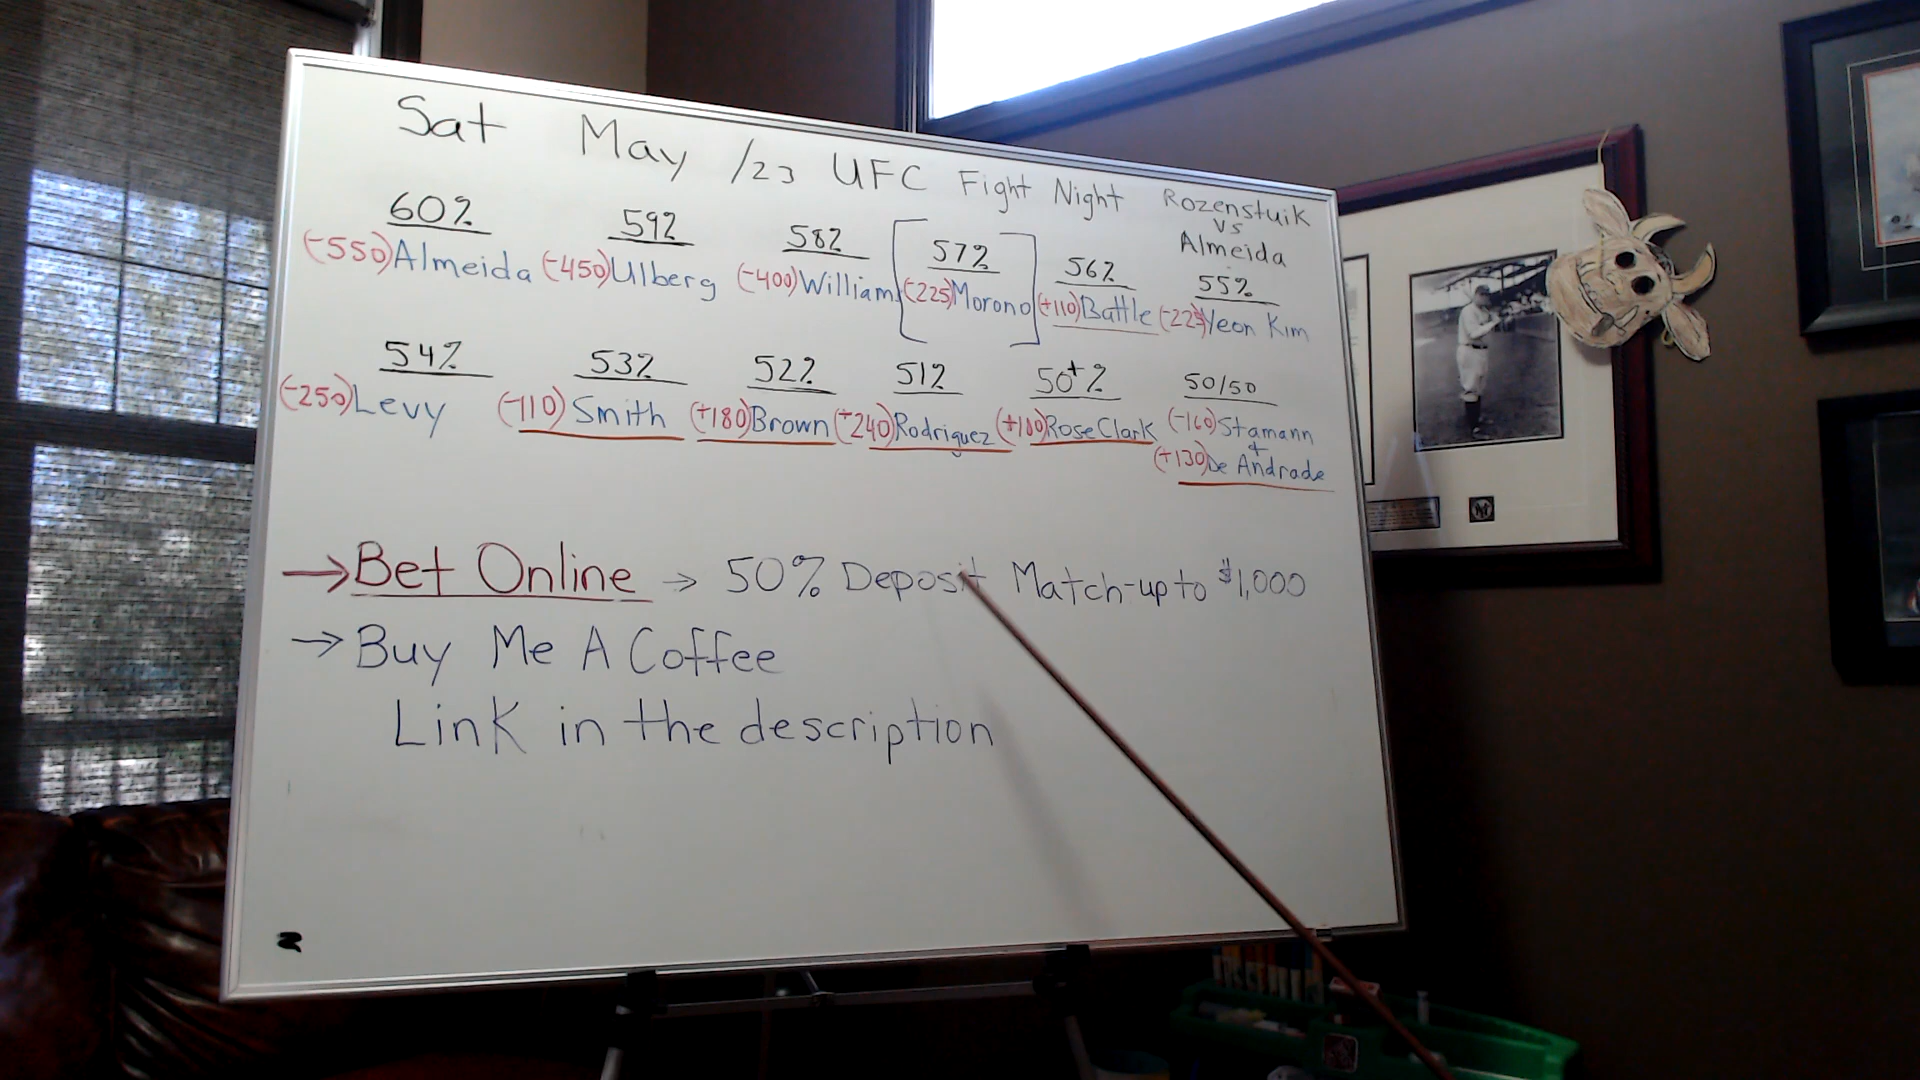 Sat May /23 UFC Fight Night Rozenstuik
vs
Almeida
60% 59% 58% 57% 56% 55%
(-550) Almeida (-450) Ulberg (-400) William (-225) Morono (+110) Battle (-225) Yeon Kim
54% 53% 52% 51% 50+% 50/50
(-250) Levy (-110) Smith (+180) Brown (+240) Rodriguez (+180) Rose Clark (-160) Stamann
+
(+130) De Andrade
→ Bet Online → 50% Deposit Match-up to $1,000
→ Buy Me A Coffee
Link in the description